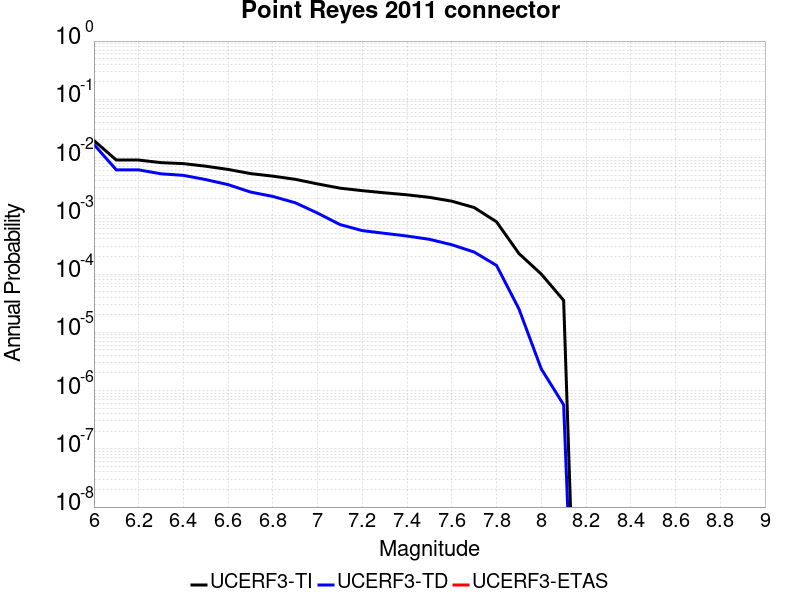 Point Reyes 2011 connector
10^0
10^-1
10^-2
10^-3
10^-4
10^-5
10^-6
10^-7
10^-8
Annual Probability
6 6.2 6.4 6.6 6.8 7 7.2 7.4 7.6 7.8 8 8.2 8.4 8.6 8.8 9
Magnitude
UCERF3-TI UCERF3-TD UCERF3-ETAS